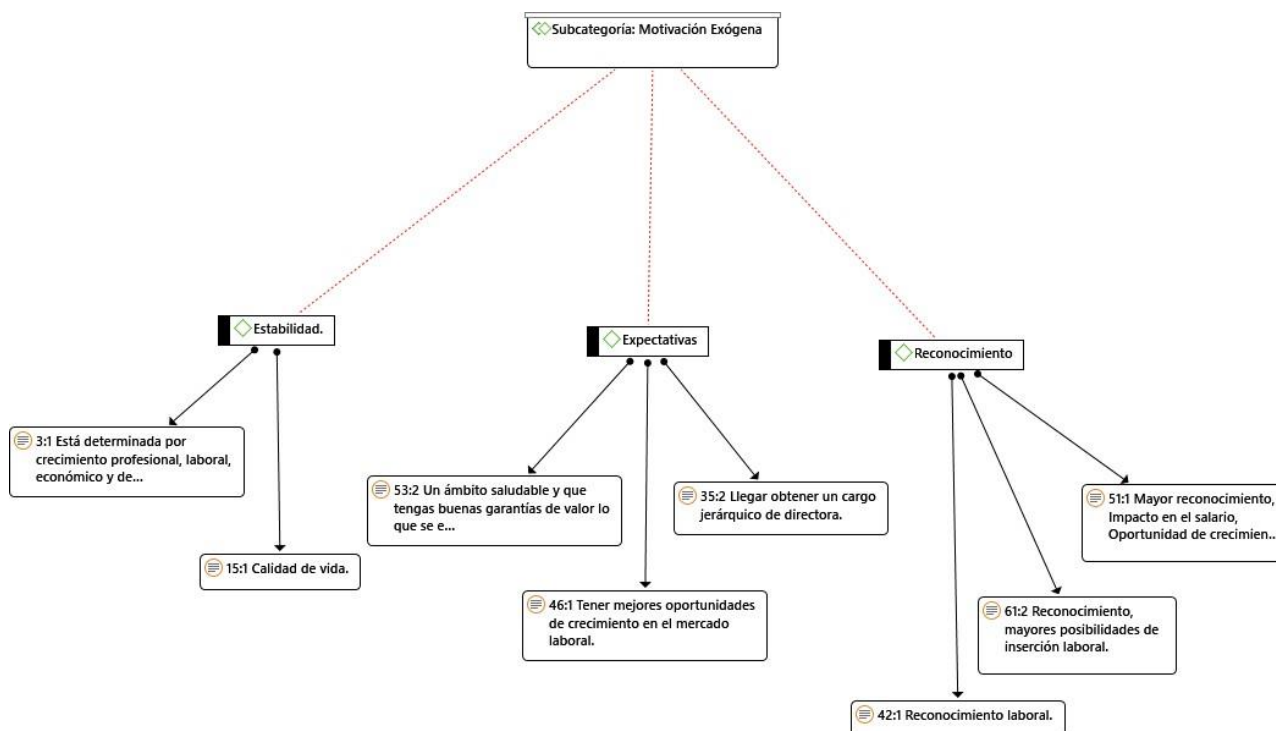 Subcategoría: Motivación Exógena
Estabilidad.
Expectativas
Reconocimiento
3:1 Está determinada por
crecimiento profesional, laboral,
económico y de...
15:1 Calidad de vida.
53:2 Un ámbito saludable y que
tengas buenas garantías de valor lo
que se e...
46:1 Tener mejores oportunidades
de crecimiento en el mercado
laboral.
35:2 Llegar obtener un cargo
jerárquico de directora.
51:1 Mayor reconocimiento,
Impacto en el salario,
Oportunidad de crecimien...
61:2 Reconocimiento,
mayores posibilidades de
inserción laboral.
42:1 Reconocimiento laboral.